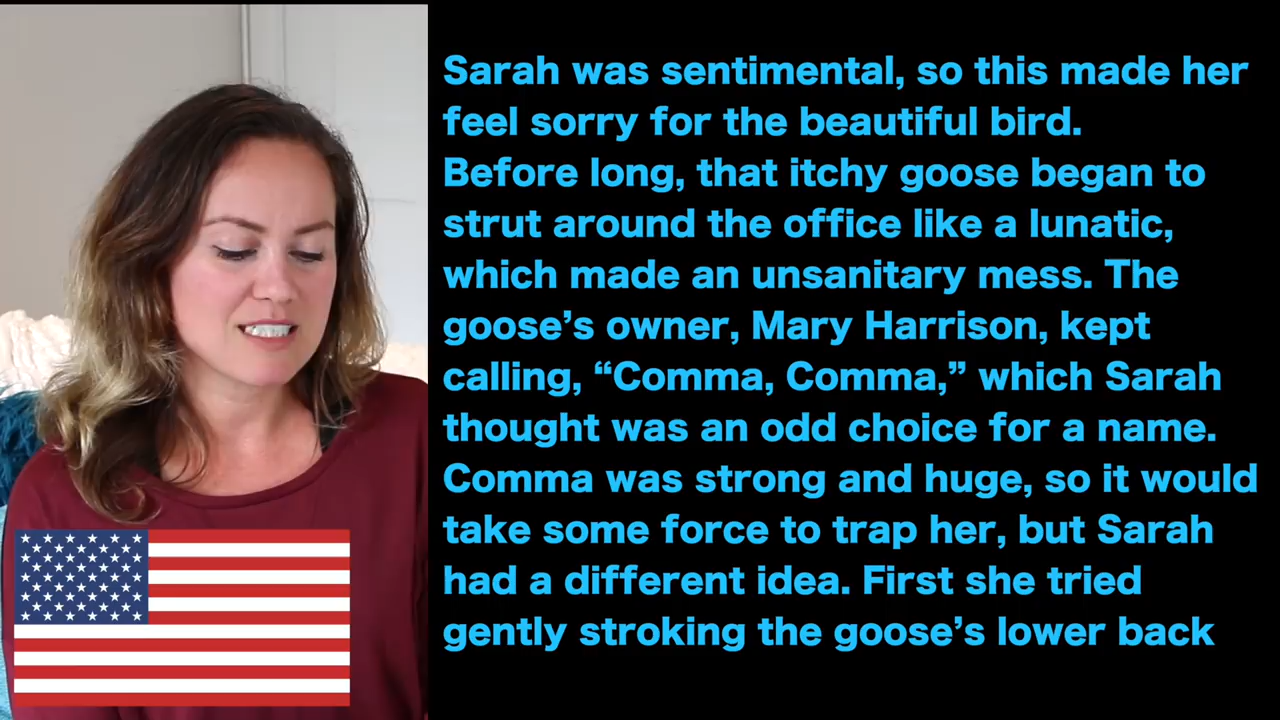 Sarah was sentimental, so this made her
feel sorry for the beautiful bird.
Before long, that itchy goose began to
strut around the office like a lunatic,
which made an unsanitary mess. The
goose’s owner, Mary Harrison, kept
calling, “Comma, Comma,” which Sarah
thought was an odd choice for a name.
Comma was strong and huge, so it would
take some force to trap her, but Sarah
had a different idea. First she tried
gently stroking the goose’s lower back